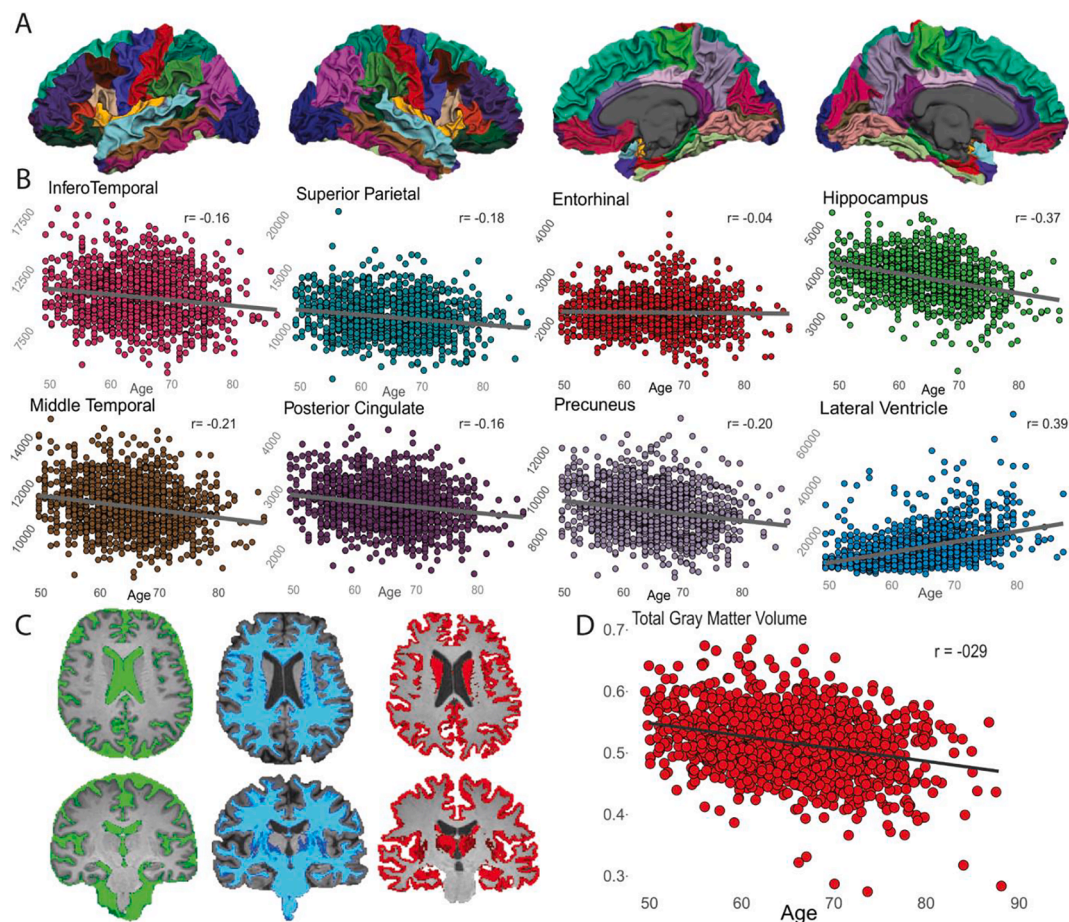 A
B
InferoTemporal
r= -0.16
17500
12500
7500
50 60 70 80
Age
Superior Parietal
r= -0.18
20000
15000
10000
50 60 70 80
Age
Entorhinal
r= -0.04
4000
3000
2000
50 60 70 80
Age
Hippocampus
r= -0.37
5000
4000
3000
50 60 70 80
Age
Middle Temporal
r= -0.21
14000
12000
10000
50 60 70 80
Age
Posterior Cingulate
r= -0.16
4000
3000
2000
50 60 70 80
Age
Precuneus
r= -0.20
12000
10000
8000
50 60 70 80
Age
Lateral Ventricle
r= 0.39
60000
40000
20000
50 60 70 80
Age
C
D
Total Gray Matter Volume
r = -029
0.7
0.6
0.5
0.4
0.3
50 60 70 80 90
Age